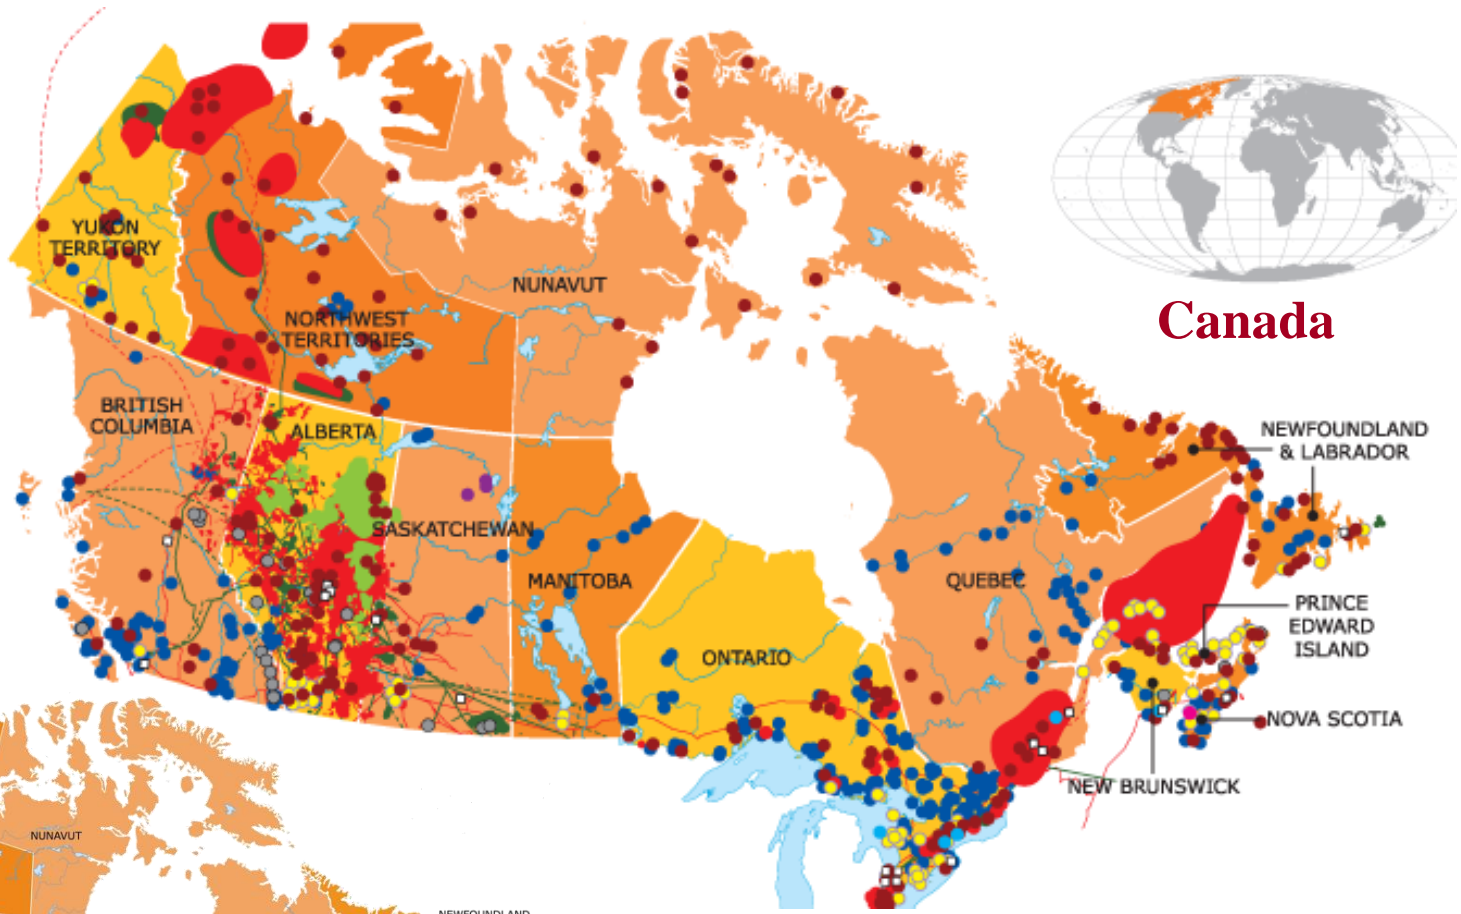 YUKON
TERRITORY
NUNAVUT
Canada
NORTHWEST
TERRITORIES
BRITISH
COLUMBIA
ALBERTA
NEWFOUNDLAND
& LABRADOR
SASKATCHEWAN
MANITOBA
QUEBEC
PRINCE
EDWARD
ISLAND
ONTARIO
NOVA SCOTIA
NEW BRUNSWICK
NUNAVUT
NEWFOUNDLAND